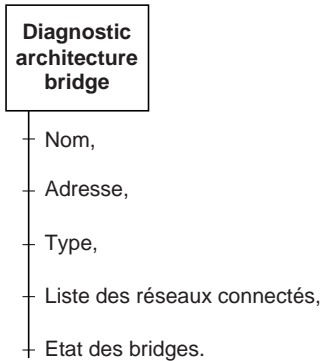 Diagnostic
architecture
bridge
Nom,
Adresse,
Type,
Liste des réseaux connectés,
Etat des bridges.